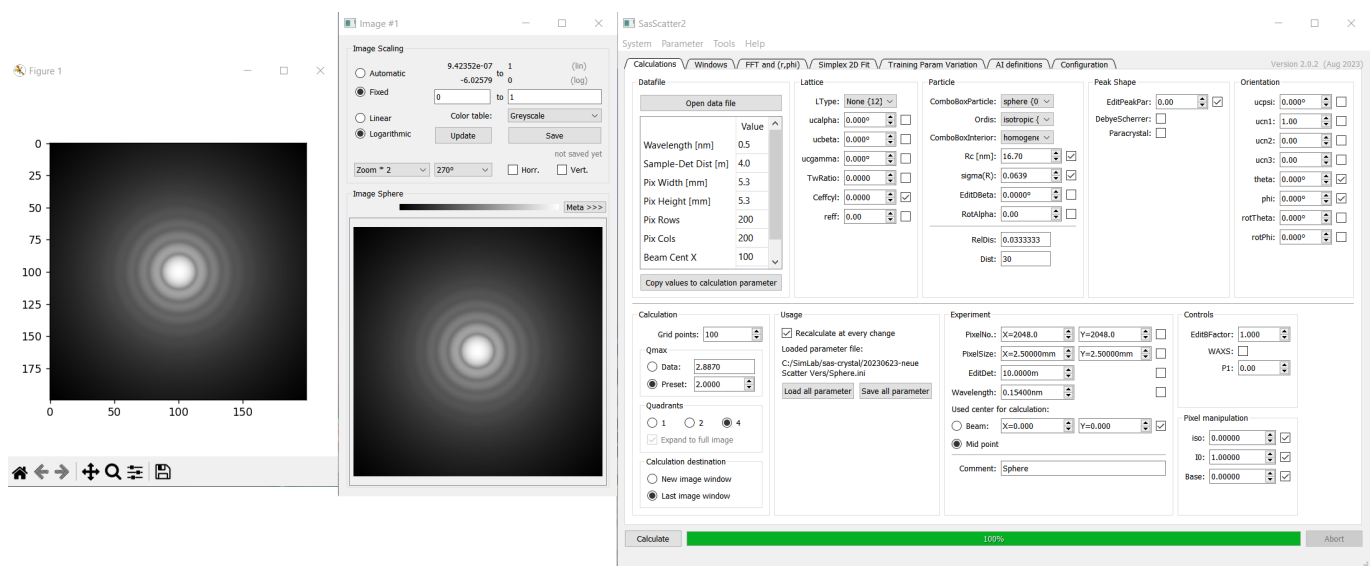 Figure 1
0
25
50
75
100
125
150
175
0 50 100 150
Image #1
Image Scaling
Automatic
9.42352e-07 to 1 (lin)
-6.02579 0 (log)
Fixed
0 to 1
Linear
Color table: Greyscale
Logarithmic
Update Save
not saved yet
Zoom * 2 270º Horr. Vert.
Image Sphere
Meta >>>
SasScatter2
System Parameter Tools Help
Calculations Windows FFT and (r,phi) Simplex 2D Fit Training Param Variation AI definitions Configuration Version 2.0.2 (Aug 2023)
Datafile
Open data file
Value
Wavelength [nm] 0.5
Sample-Det Dist [m] 4.0
Pix Width [mm] 5.3
Pix Height [mm] 5.3
Pix Rows 200
Pix Cols 200
Beam Cent X 100
Copy values to calculation parameter
Lattice
LType: None {12}
ucalpha: 0.000º
ucbeta: 0.000º
ucgamma: 0.000º
TwRatio: 0.0000
Ceffcyl: 0.0000
reff: 0.00
Particle
ComboBoxParticle: sphere {0
Ordis: isotropic {
ComboBoxInterior: homogene
Rc [nm]: 16.70
sigma(R): 0.0639
EditDBeta: 0.0000º
RotAlpha: 0.00
RelDis: 0.0333333
Dist: 30
Peak Shape
EditPeakPar: 0.00
DebyeScherrer:
Paracrystal:
Orientation
ucpsi: 0.000º
ucn1: 1.00
ucn2: 0.00
ucn3: 0.00
theta: 0.000º
phi: 0.000º
rotTheta: 0.000º
rotPhi: 0.000º
Calculation
Grid points: 100
Qmax
Data: 2.8870
Preset: 2.0000
Quadrants
1 2 4
Expand to full image
Calculation destination
New image window
Last image window
Usage
Recalculate at every change
Loaded parameter file:
C:/SimLab/sas-crystal/20230623-neue
Scatter Vers/Sphere.ini
Load all parameter Save all parameter
Experiment
PixelNo.: X=2048.0 Y=2048.0
PixelSize: X=2.50000mm Y=2.50000mm
EditDet: 10.0000m
Wavelength: 0.15400nm
Used center for calculation:
Beam: X=0.000 Y=0.000
Mid point
Comment: Sphere
Controls
EditBFactor: 1.000
WAXS:
P1: 0.00
Pixel manipulation
iso: 0.00000
I0: 1.00000
Base: 0.00000
Calculate 100% Abort